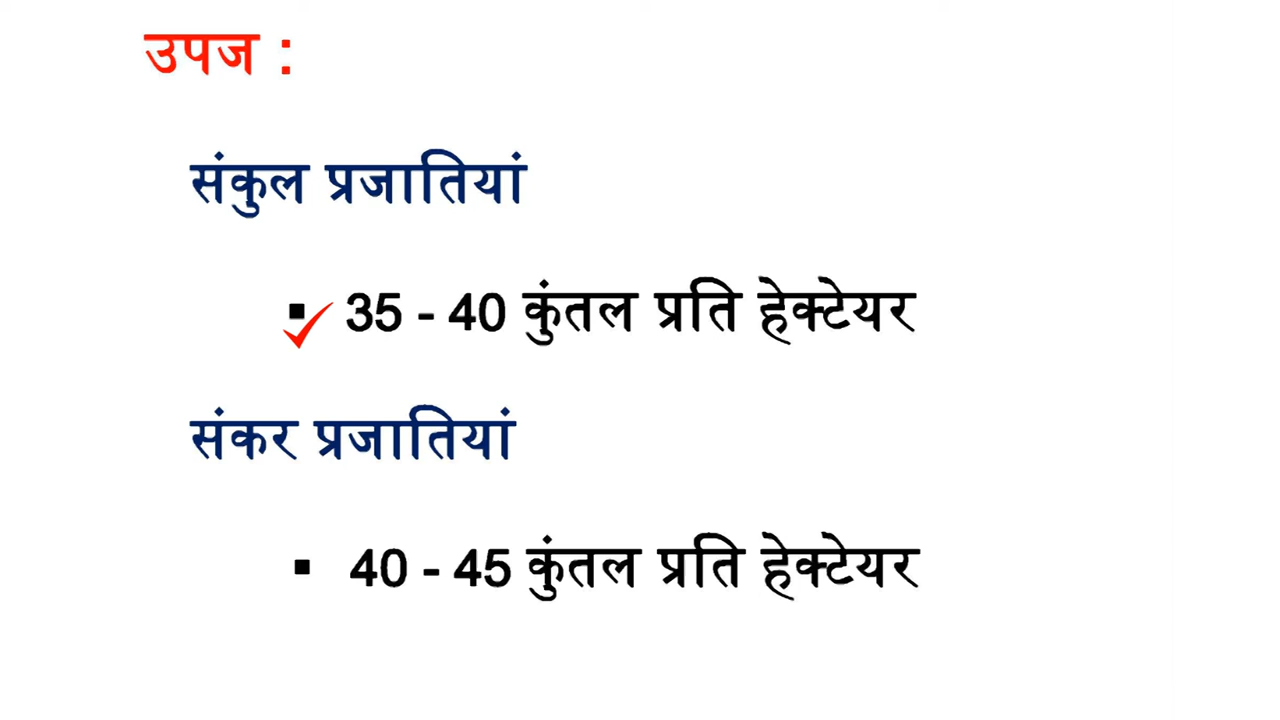 उपज :
संकुल प्रजातियां
▪ 35 - 40 कुंतल प्रति हेक्टेयर
संकर प्रजातियां
▪ 40 - 45 कुंतल प्रति हेक्टेयर